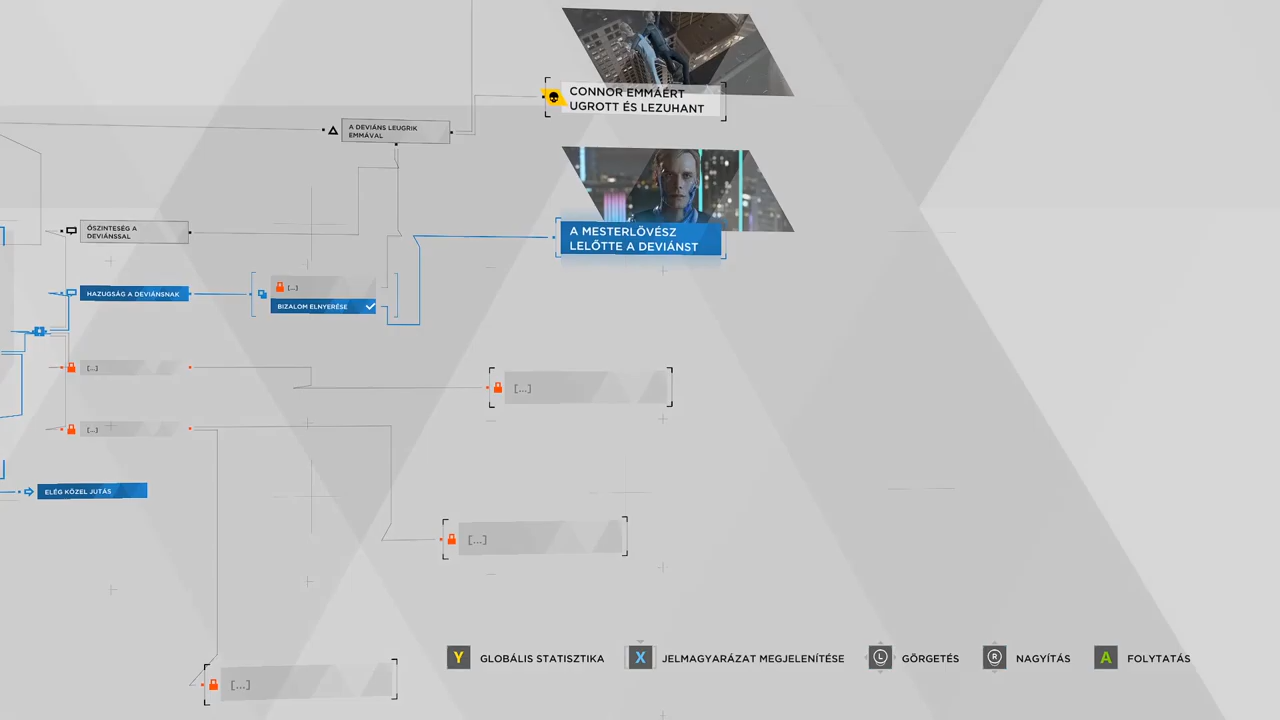 CONNOR EMMÁÉRT
UGROTT ÉS LEZUHANT
A DEVIÁNS LEUGRIK
EMMÁVAL
ŐSZINTESÉG A
DEVIÁNSSAL
A MESTERLÖVÉSZ
LELŐTTE A DEVIÁNST
HAZUGSÁG A DEVIÁNSNAK
[...]
BIZALOM ELNYERÉSE
[...]
[...]
[...]
ELÉG KÖZEL JUTÁS
[...]
[...]
Y GLOBÁLIS STATISZTIKA
X JELMAGYARÁZAT MEGJELENÍTÉSE
L GÖRGETÉS
R NAGYÍTÁS
A FOLYTATÁS